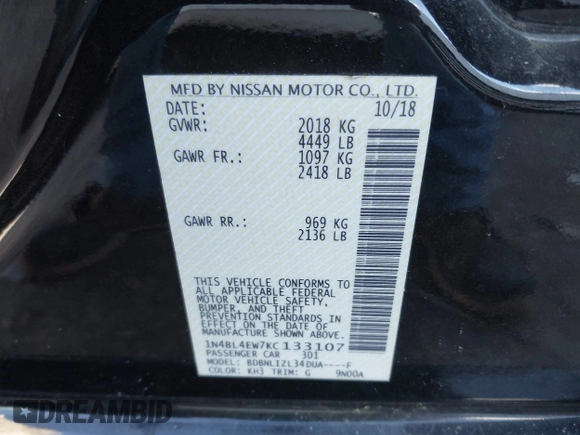 MFD BY NISSAN MOTOR CO., LTD.
DATE: 10/18
GVWR: 2018 KG
4449 LB
GAWR FR.: 1097 KG
2418 LB
GAWR RR.: 969 KG
2136 LB
THIS VEHICLE CONFORMS TO
ALL APPLICABLE FEDERAL
MOTOR VEHICLE SAFETY,
BUMPER, AND THEFT
PREVENTION STANDARDS IN
EFFECT ON THE DATE OF
MANUFACTURE SHOWN ABOVE.
1N4BL4EW7KC133107
PASSENGER CAR 301
MODEL: BDBNLIZL34DUA----F
COLOR: KH3 TRIM: G 9N00A
BIDCARS